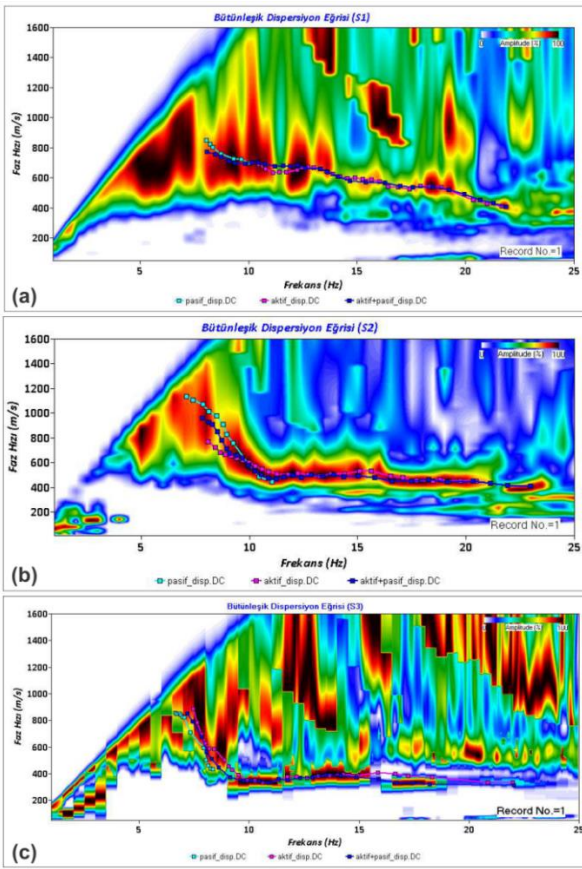 Bütünleşik Dispersiyon Eğrisi (S1)
1600
1400
1200
1000
800
600
400
200
Faz Hızı (m/s)
0 Amplitude (%) 100
5 10 15 20 25
Record No.=1
Frekans (Hz)
(a)
pasif_disp.DC aktif_disp.DC aktif+pasif_disp.DC
Bütünleşik Dispersiyon Eğrisi (S2)
1600
1400
1200
1000
800
600
400
200
Faz Hızı (m/s)
0 Amplitude (%) 100
5 10 15 20 25
Record No.=1
Frekans (Hz)
(b)
pasif_disp.DC aktif_disp.DC aktif+pasif_disp.DC
Bütünleşik Dispersiyon Eğrisi (S3)
1600
1400
1200
1000
800
600
400
200
Faz Hızı (m/s)
0 Amplitude (%) 100
5 10 15 20 25
Record No.=1
Frekans (Hz)
(c)
pasif_disp.DC aktif_disp.DC aktif+pasif_disp.DC